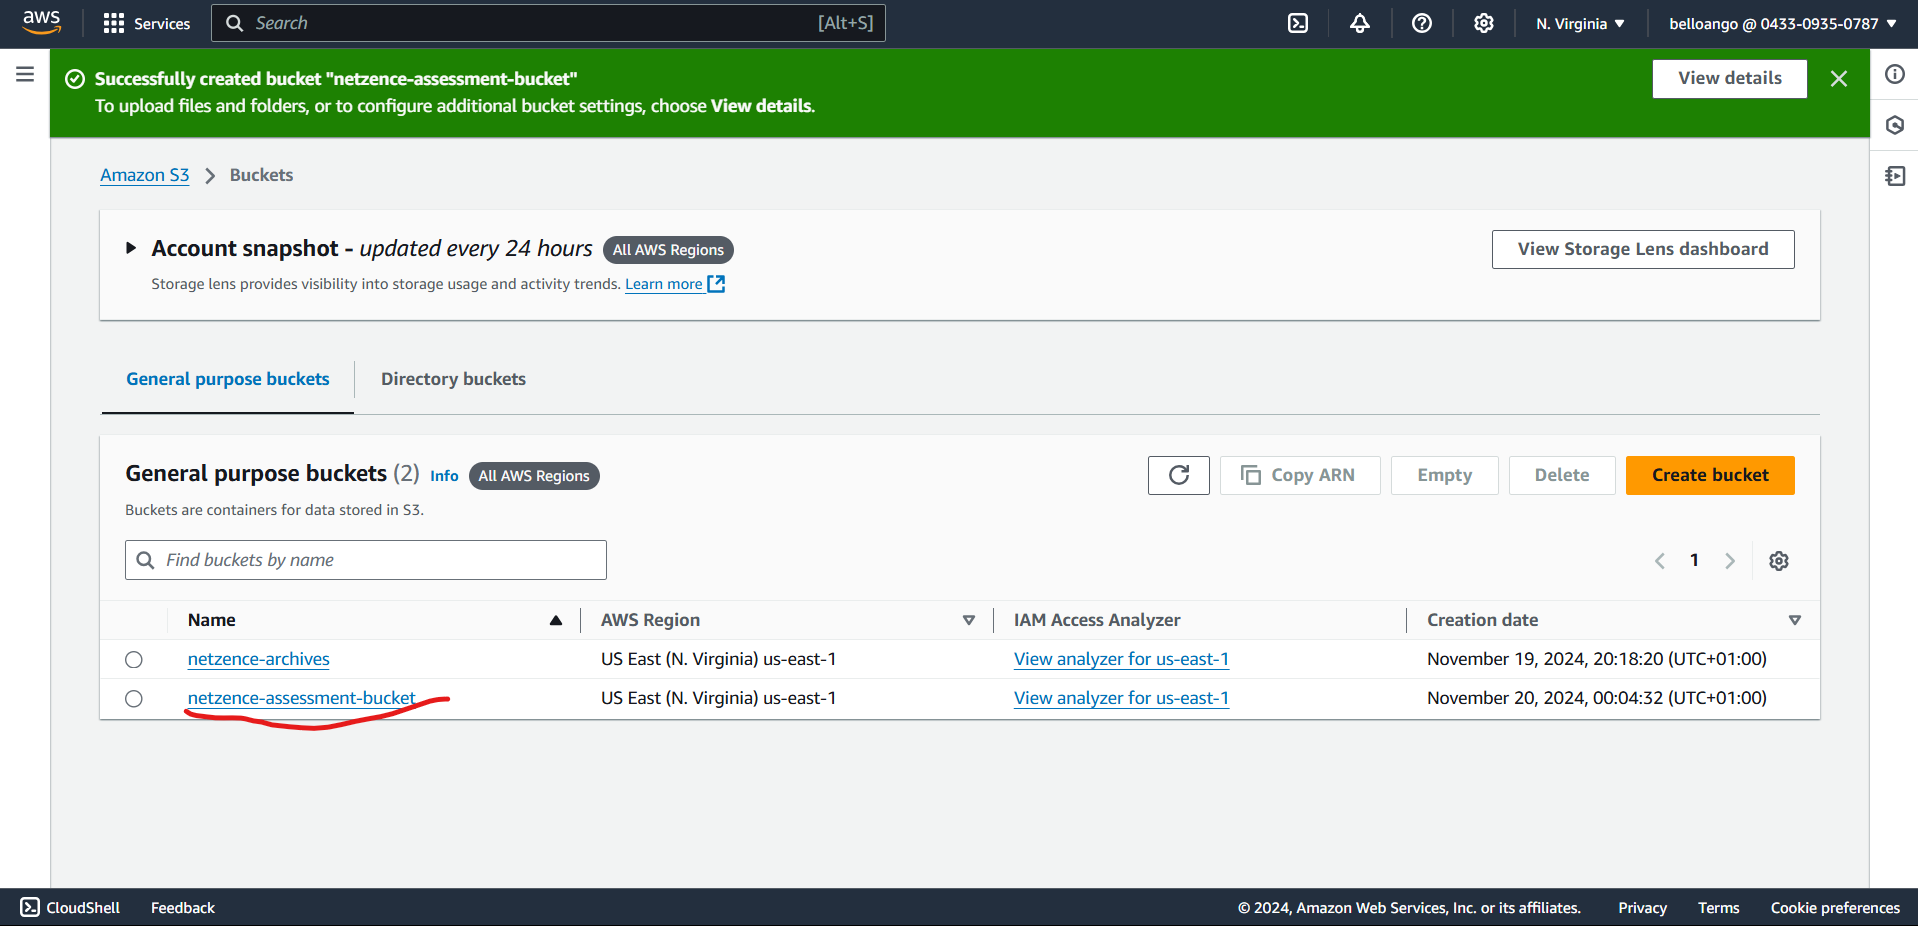 aws Services Search [Alt+S] N. Virginia belloango @ 0433-0935-0787
Successfully created bucket "netzence-assessment-bucket"
To upload files and folders, or to configure additional bucket settings, choose View details.
View details
Amazon S3 Buckets
Account snapshot - updated every 24 hours All AWS Regions
Storage lens provides visibility into storage usage and activity trends. Learn more
View Storage Lens dashboard
General purpose buckets Directory buckets
General purpose buckets (2) Info All AWS Regions
Buckets are containers for data stored in S3.
Copy ARN Empty Delete Create bucket
Find buckets by name
1
Name AWS Region IAM Access Analyzer Creation date
netzence-archives US East (N. Virginia) us-east-1 View analyzer for us-east-1 November 19, 2024, 20:18:20 (UTC+01:00)
netzence-assessment-bucket US East (N. Virginia) us-east-1 View analyzer for us-east-1 November 20, 2024, 00:04:32 (UTC+01:00)
CloudShell Feedback © 2024, Amazon Web Services, Inc. or its affiliates. Privacy Terms Cookie preferences